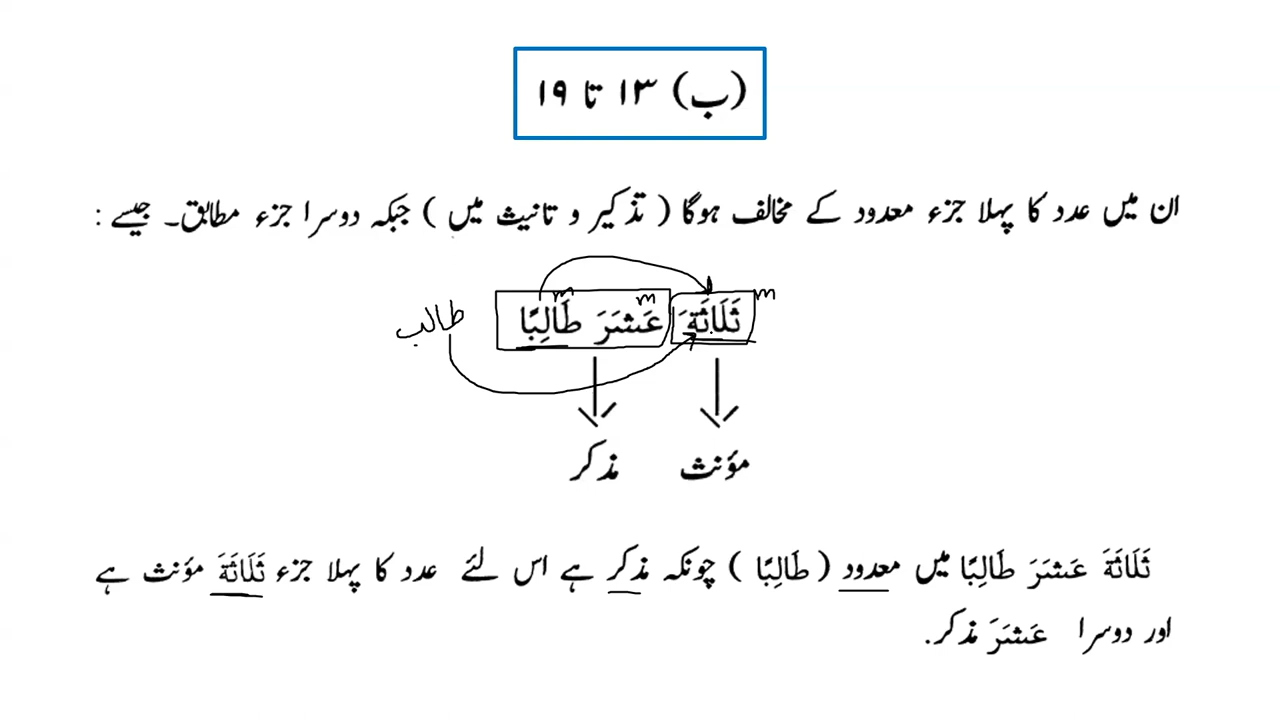 (ب) ۱۳ تا ۱۹
ان میں عدد کا پہلا جزء معدود کے مخالف ہوگا ( تذکیر و تانیث میں ) جبکہ دوسرا جزء مطابق۔ جیسے :
m m m
ثَلَاثَةَ عَشَرَ طَالِبًا طالب
مؤنث مذکر
ثَلَاثَةَ عَشَرَ طَالِبًا میں معدود ( طَالِبًا ) چونکہ مذکر ہے اس لئے عدد کا پہلا جزء ثَلَاثَةَ مؤنث ہے
اور دوسرا عَشَرَ مذکر.